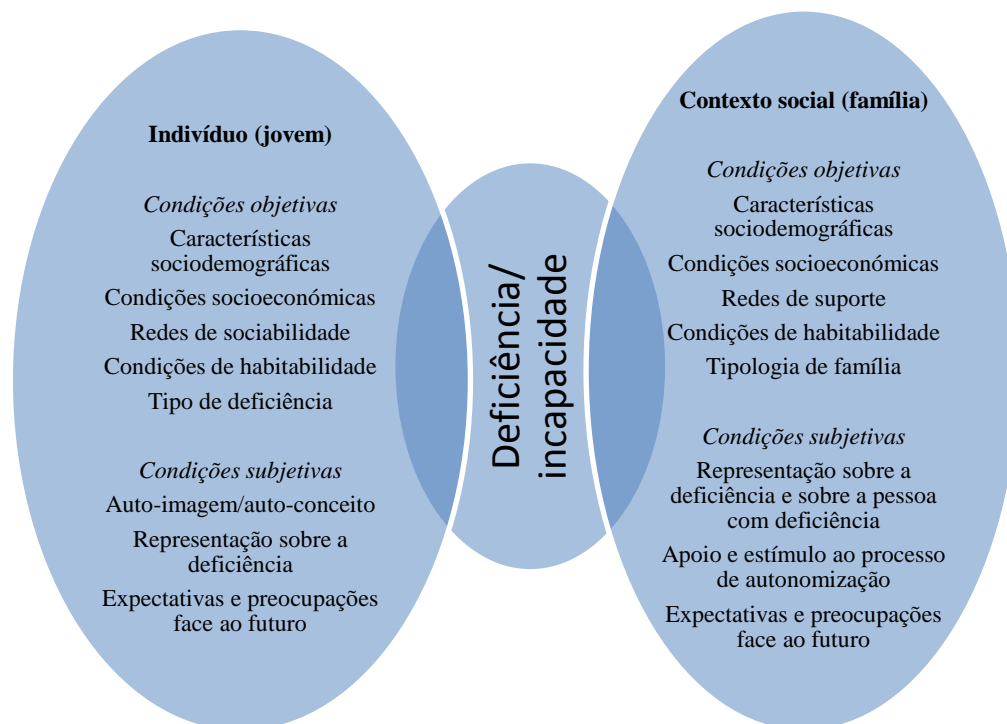 Indivíduo (jovem)
Condições objetivas
Características
sociodemográficas
Condições socioeconómicas
Redes de sociabilidade
Condições de habitabilidade
Tipo de deficiência
Condições subjetivas
Auto-imagem/auto-conceito
Representação sobre a
deficiência
Expectativas e preocupações
face ao futuro
Deficiência/
incapacidade
Contexto social (família)
Condições objetivas
Características
sociodemográficas
Condições socioeconómicas
Redes de suporte
Condições de habitabilidade
Tipologia de família
Condições subjetivas
Representação sobre a
deficiência e sobre a pessoa
com deficiência
Apoio e estímulo ao processo
de autonomização
Expectativas e preocupações
face ao futuro